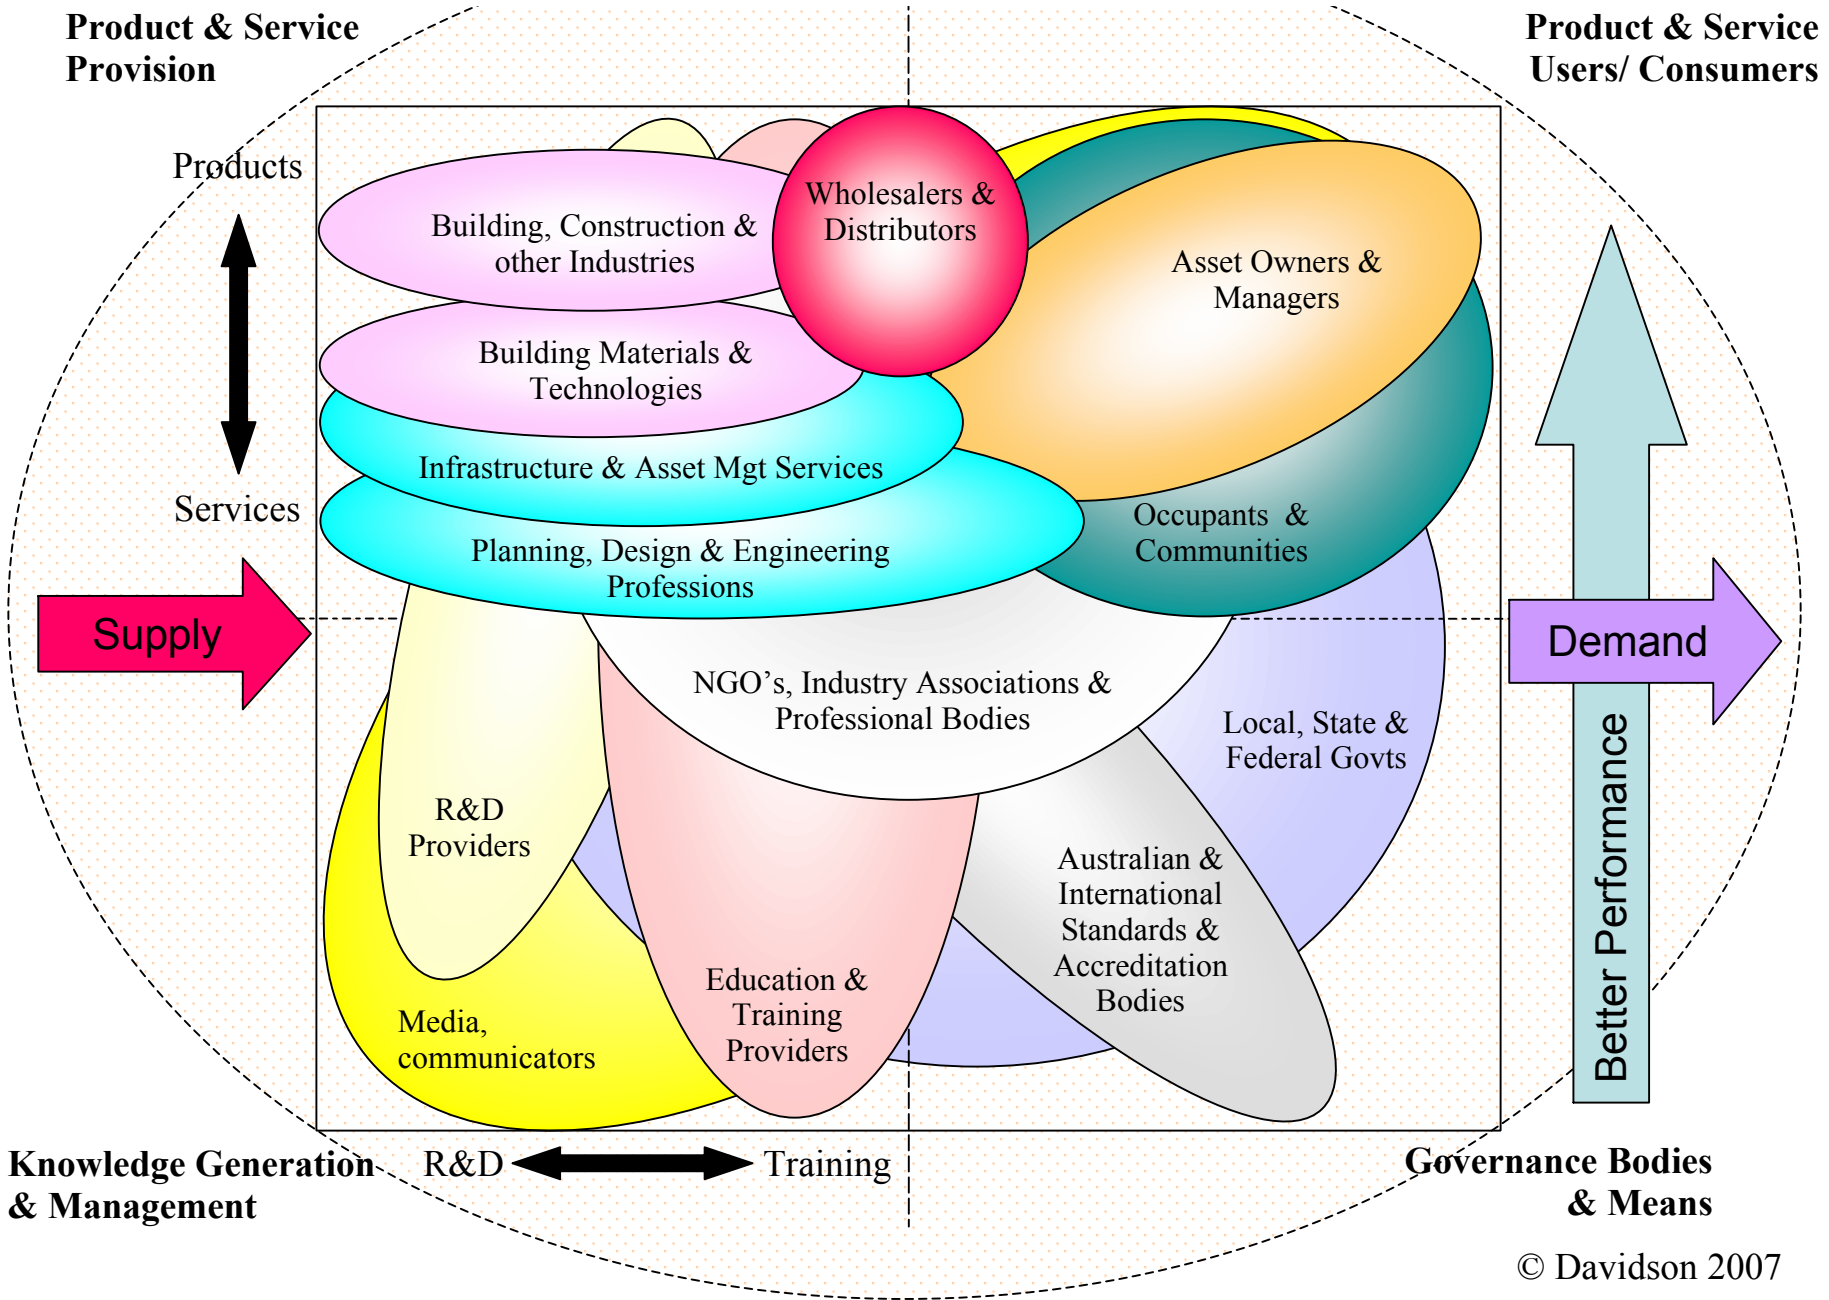 Product & Service
Provision
Product & Service
Users/ Consumers
Products
Wholesalers &
Distributors
Building, Construction &
other Industries
Asset Owners &
Managers
Building Materials &
Technologies
Infrastructure & Asset Mgt Services
Services
Occupants &
Communities
Planning, Design & Engineering
Professions
Supply
Demand
NGO's, Industry Associations &
Professional Bodies
Local, State &
Federal Govts
R&D
Providers
Australian &
International
Standards &
Accreditation
Bodies
Better Performance
Education &
Training
Providers
Media,
communicators
Knowledge Generation
& Management
R&D
Training
Governance Bodies
& Means
© Davidson 2007